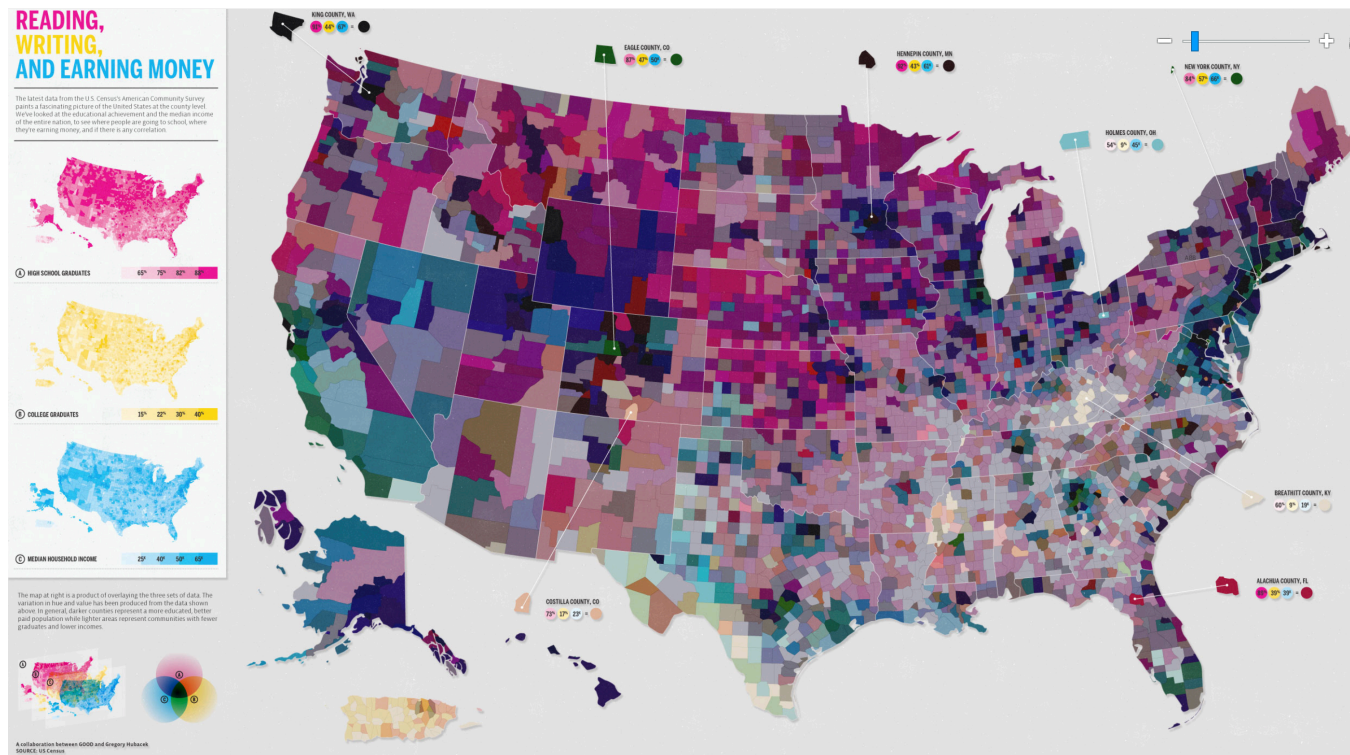 READING,
WRITING,
AND EARNING MONEY
The latest data from the U.S. Census's American Community Survey
paints a fascinating picture of the United States at the county level
We've looked at the educational achievement and the median income
of the entire nation, to see where people are going to school, where
they're earning money, and if there is any correlation.
A HIGH SCHOOL GRADUATES 65% 75% 82% 88%
B COLLEGE GRADUATES 15% 22% 30% 40%
C MEDIAN HOUSEHOLD INCOME 25K 40K 50K 65K
The map at right is a product of overlaying the three sets of data. The
variation in hue and value has been produced from the data shown
above. In general, darker counties represent a more educated, better
paid population while lighter areas represent communities with fewer
graduates and lower incomes.
A
B
C
A
C
B
A collaboration between GOOD and Gregory Hubacek
SOURCE: US Census
KING COUNTY, WA
44% =
EAGLE COUNTY, CO
87% 47% =
HENNEPIN COUNTY, MN
43% =
NEW YORK COUNTY, NY
84% 57% =
HOLMES COUNTY, OH
54% 9% =
BREATHITT COUNTY, KY
9% =
ALACHUA COUNTY, FL
39% =
COSTILLA COUNTY, CO
73% 17% =